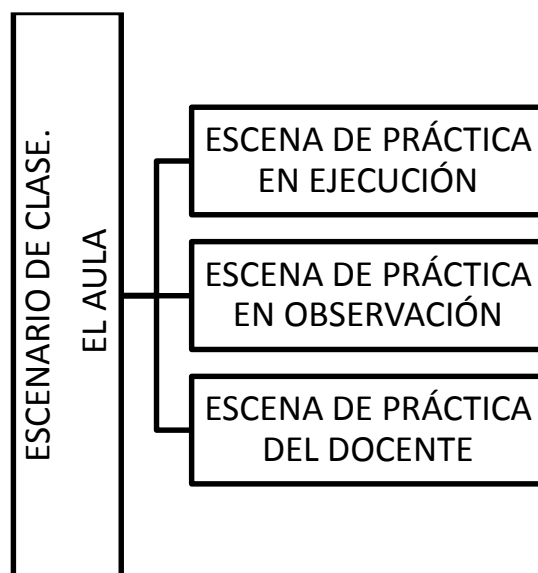 ESCENARIO DE CLASE.
EL AULA
ESCENA DE PRÁCTICA
EN EJECUCIÓN
ESCENA DE PRÁCTICA
EN OBSERVACIÓN
ESCENA DE PRÁCTICA
DEL DOCENTE